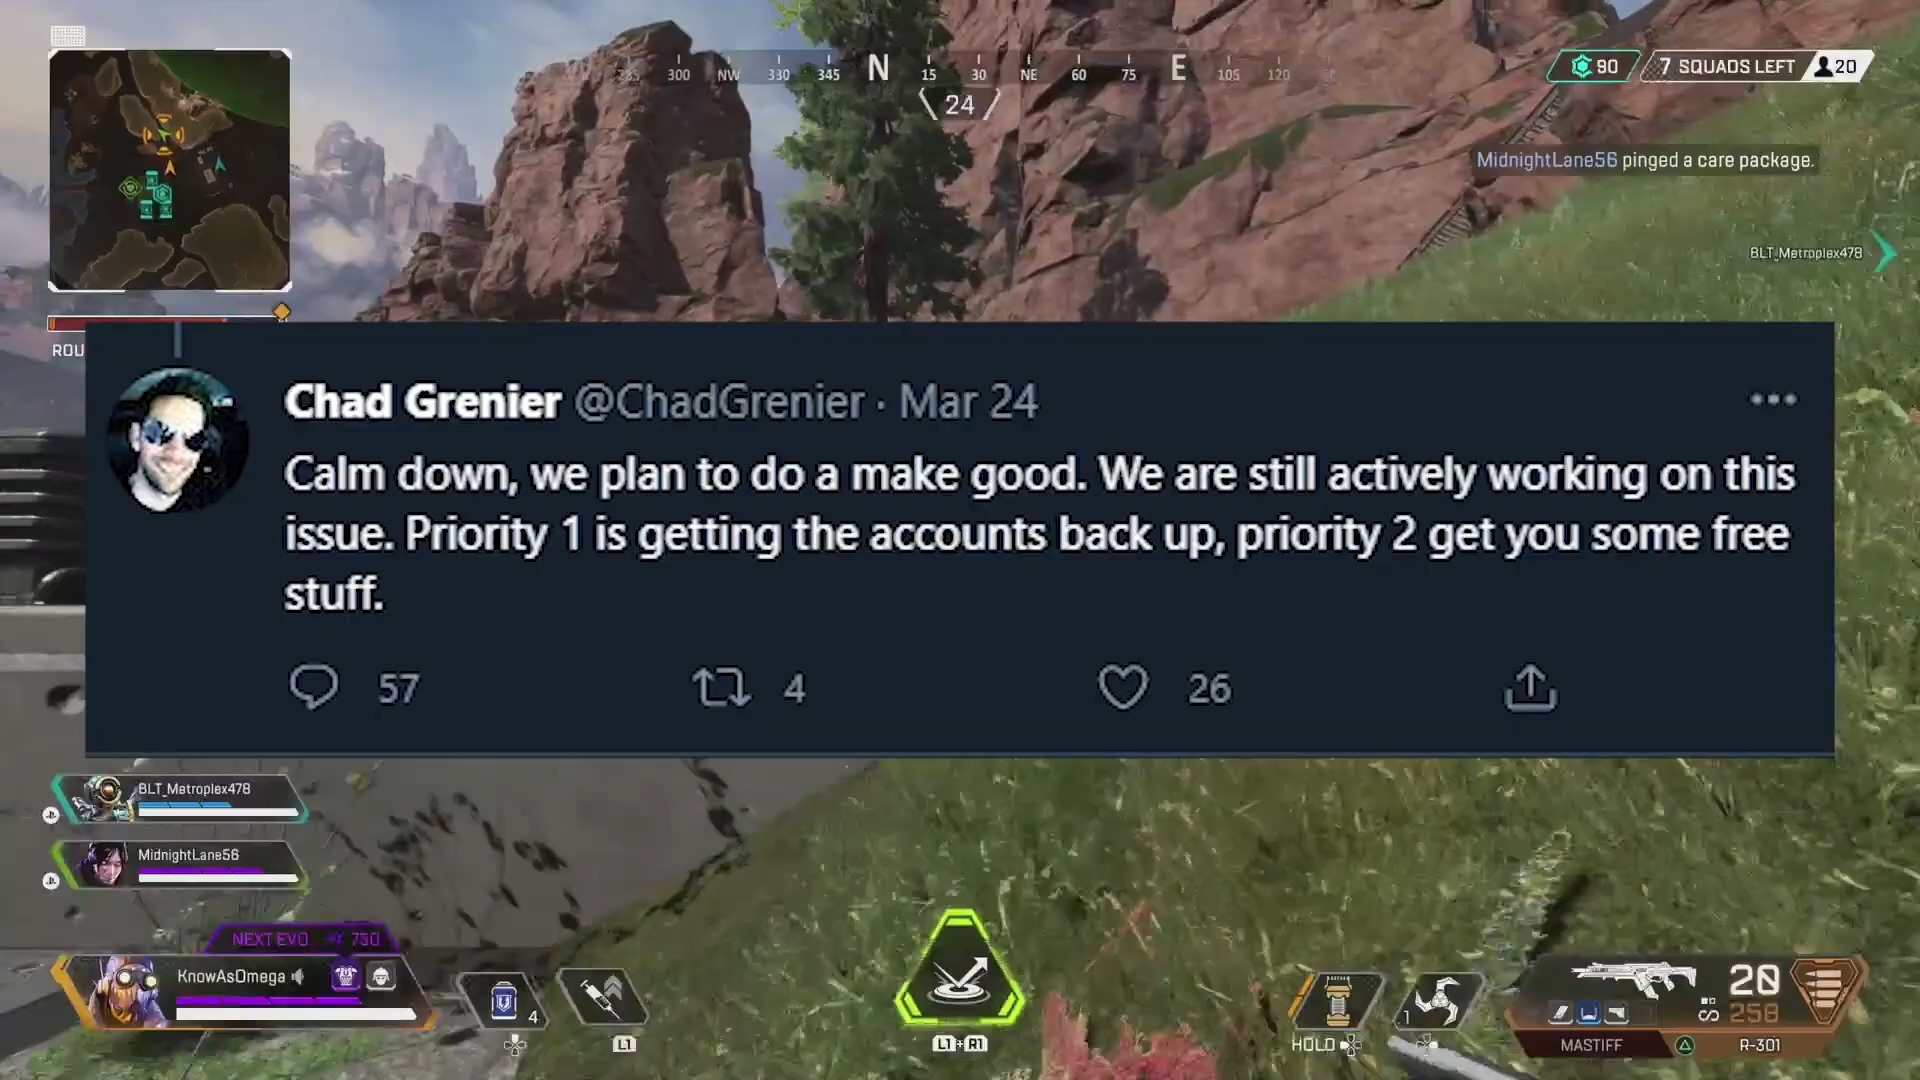 285 300 NW 330 345 N 15 30 NE 60 75 E 105 120
24
90
7 SQUADS LEFT 20
MidnightLane56 pinged a care package.
BLT_Metroplex478
ROU
Chad Grenier @ChadGrenier · Mar 24
Calm down, we plan to do a make good. We are still actively working on this
issue. Priority 1 is getting the accounts back up, priority 2 get you some free
stuff.
57 4 26
BLT_Metroplex478
MidnightLane56
NEXT EVO 750
KnowAsOmega
4
L1
L1+R1
HOLD
1
20
258
MASTIFF R-301